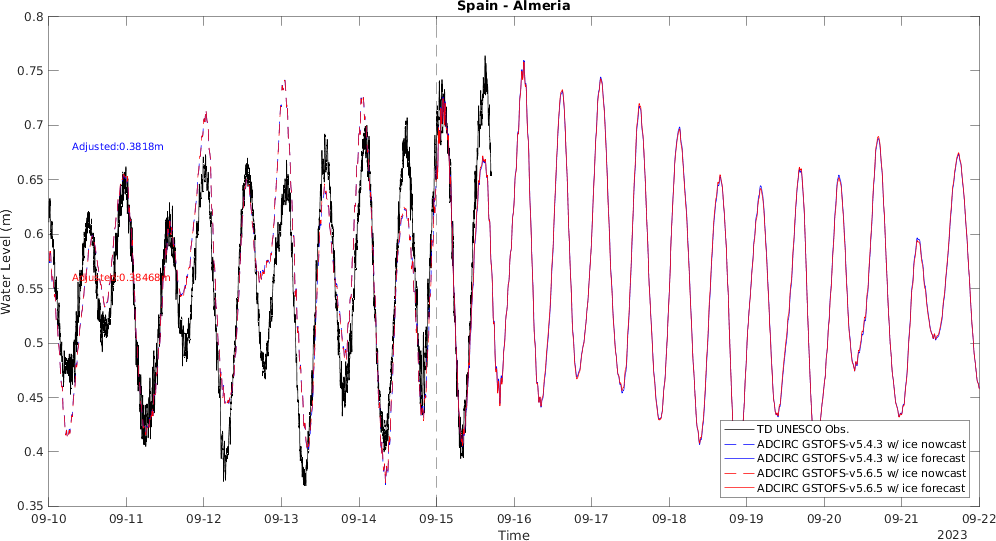 Spain - Almeria
0.8
0.75
0.7
0.65
0.6
0.55
0.5
0.45
0.4
0.35
Water Level (m)
Adjusted:0.3818m
Adjusted:0.38468m
TD UNESCO Obs.
ADCIRC GSTOFS-v5.4.3 w/ ice nowcast
ADCIRC GSTOFS-v5.4.3 w/ ice forecast
ADCIRC GSTOFS-v5.6.5 w/ ice nowcast
ADCIRC GSTOFS-v5.6.5 w/ ice forecast
09-10 09-11 09-12 09-13 09-14 09-15 09-16 09-17 09-18 09-19 09-20 09-21 09-22
Time
2023